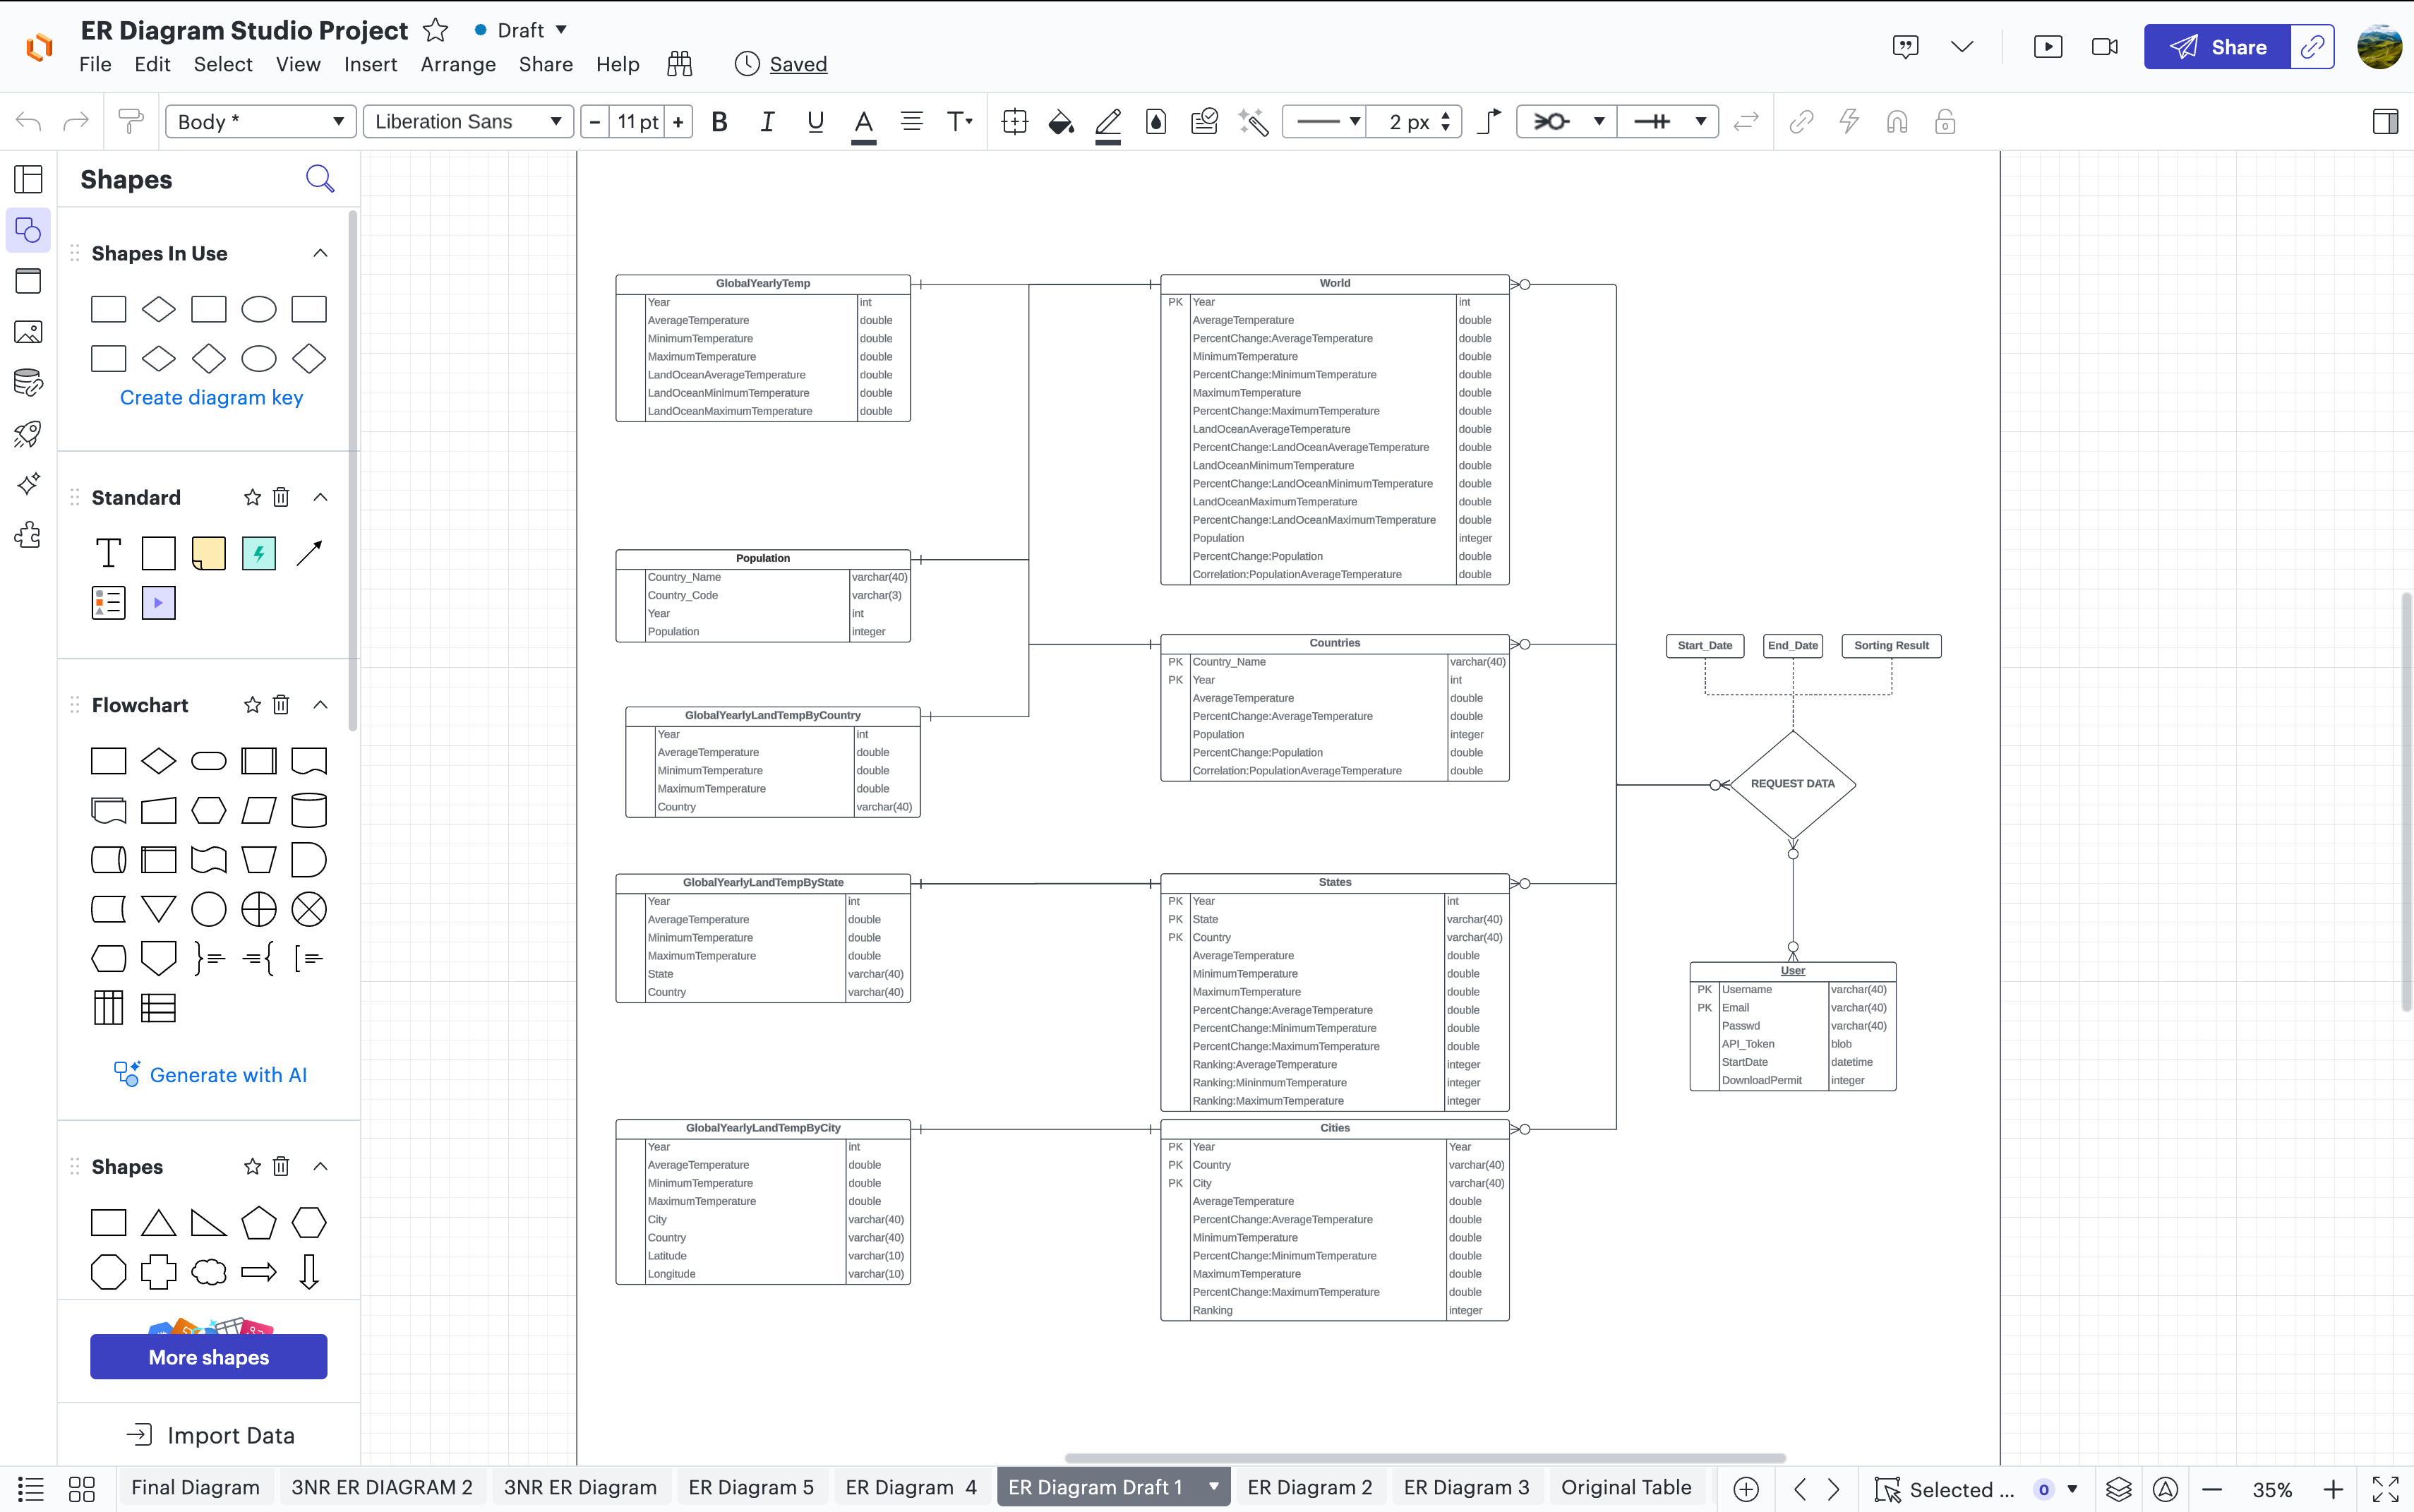 ER Diagram Studio Project
Draft
File Edit Select View Insert Arrange Share Help
Saved
Share
Body *
Liberation Sans
11 pt
2 px
Shapes
Shapes In Use
Create diagram key
Standard
Flowchart
Generate with AI
Shapes
More shapes
Import Data
GlobalYearlyTemp
Year int
AverageTemperature double
MinimumTemperature double
MaximumTemperature double
LandOceanAverageTemperature double
LandOceanMinimumTemperature double
LandOceanMaximumTemperature double
Population
Country_Name varchar(40)
Country_Code varchar(3)
Year int
Population integer
GlobalYearlyLandTempByCountry
Year int
AverageTemperature double
MinimumTemperature double
MaximumTemperature double
Country varchar(40)
GlobalYearlyLandTempByState
Year int
AverageTemperature double
MinimumTemperature double
MaximumTemperature double
State varchar(40)
Country varchar(40)
GlobalYearlyLandTempByCity
Year int
AverageTemperature double
MinimumTemperature double
MaximumTemperature double
City varchar(40)
Country varchar(40)
Latitude varchar(10)
Longitude varchar(10)
World
PK Year int
AverageTemperature double
PercentChange:AverageTemperature double
MinimumTemperature double
PercentChange:MinimumTemperature double
MaximumTemperature double
PercentChange:MaximumTemperature double
LandOceanAverageTemperature double
PercentChange:LandOceanAverageTemperature double
LandOceanMinimumTemperature double
PercentChange:LandOceanMinimumTemperature double
LandOceanMaximumTemperature double
PercentChange:LandOceanMaximumTemperature double
Population integer
PercentChange:Population double
Correlation:PopulationAverageTemperature double
Countries
PK Country_Name varchar(40)
PK Year int
AverageTemperature double
PercentChange:AverageTemperature double
Population integer
PercentChange:Population double
Correlation:PopulationAverageTemperature double
States
PK Year int
PK State varchar(40)
PK Country varchar(40)
AverageTemperature double
MinimumTemperature double
MaximumTemperature double
PercentChange:AverageTemperature double
PercentChange:MinimumTemperature double
PercentChange:MaximumTemperature double
Ranking:AverageTemperature integer
Ranking:MininmumTemperature integer
Ranking:MaximumTemperature integer
Cities
PK Year Year
PK Country varchar(40)
PK City varchar(40)
AverageTemperature double
PercentChange:AverageTemperature double
MinimumTemperature double
PercentChange:MinimumTemperature double
MaximumTemperature double
PercentChange:MaximumTemperature double
Ranking integer
Start_Date End_Date Sorting Result
REQUEST DATA
User
PK Username varchar(40)
PK Email varchar(40)
Passwd varchar(40)
API_Token blob
StartDate datetime
DownloadPermit integer
Final Diagram 3NR ER DIAGRAM 2 3NR ER Diagram ER Diagram 5 ER Diagram 4 ER Diagram Draft 1 ER Diagram 2 ER Diagram 3 Original Table
Selected ... 0
35%